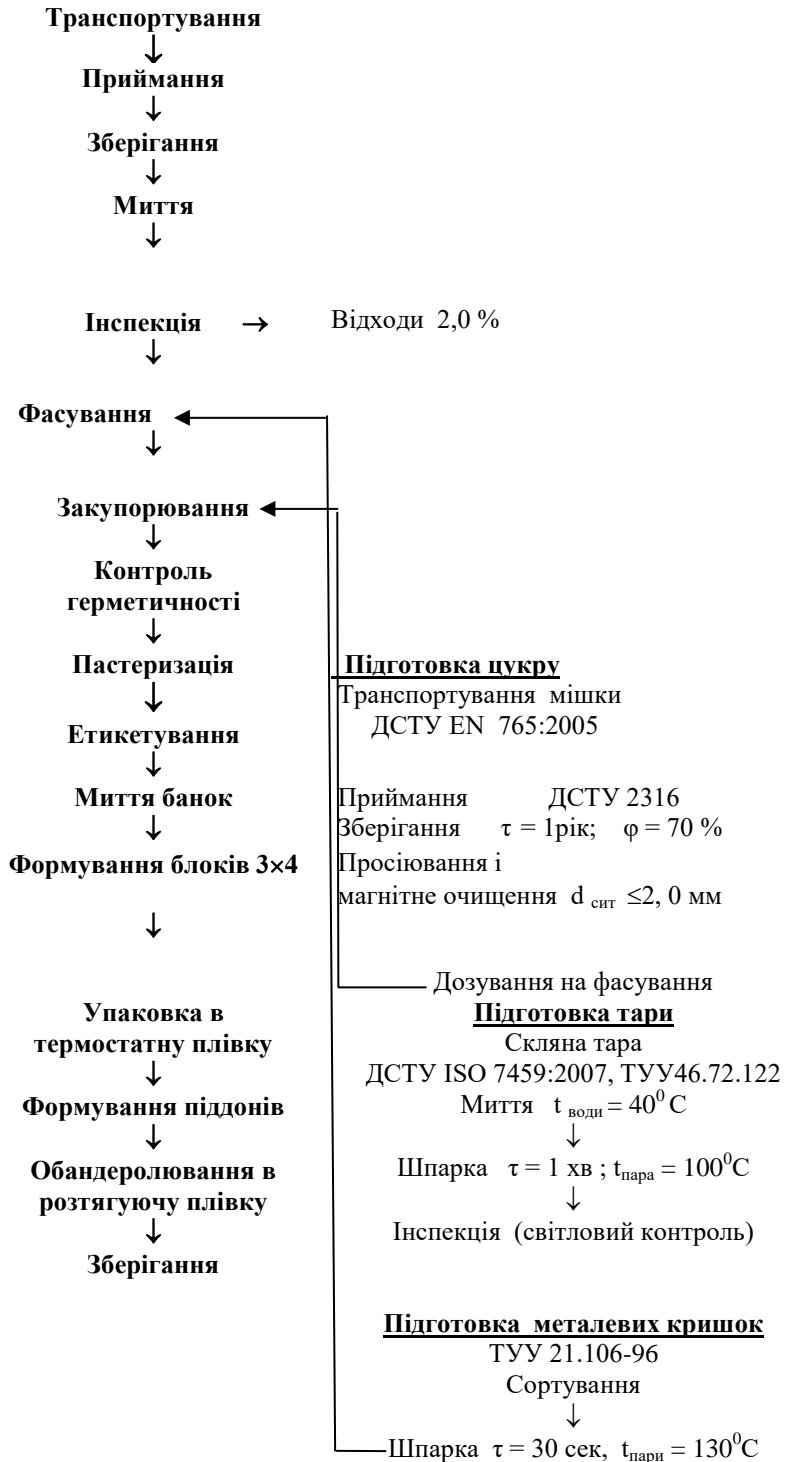 Транспортування
↓
Приймання
↓
Зберігання
↓
Миття
↓
Інспекція → Відходи 2,0 %
↓
Фасування
↓
Закупорювання
↓
Контроль
герметичності
↓
Пастеризація
↓
Етикетування
↓
Миття банок
↓
Формування блоків 3×4
↓
Упаковка в
термостатну плівку
↓
Формування піддонів
↓
Обандеролювання в
розтягуючу плівку
↓
Зберігання
Підготовка цукру
Транспортування мішки
ДСТУ EN 765:2005
Приймання ДСТУ 2316
Зберігання τ = 1рік; φ = 70 %
Просіювання і
магнітне очищення d сит ≤2, 0 мм
Дозування на фасування
Підготовка тари
Скляна тара
ДСТУ ISO 7459:2007, ТУУ46.72.122
Миття t води = 40⁰ С
↓
Шпарка τ = 1 хв ; tпара = 100⁰С
↓
Інспекція (світловий контроль)
Підготовка металевих кришок
ТУУ 21.106-96
Сортування
↓
Шпарка τ = 30 сек, tпари = 130⁰С